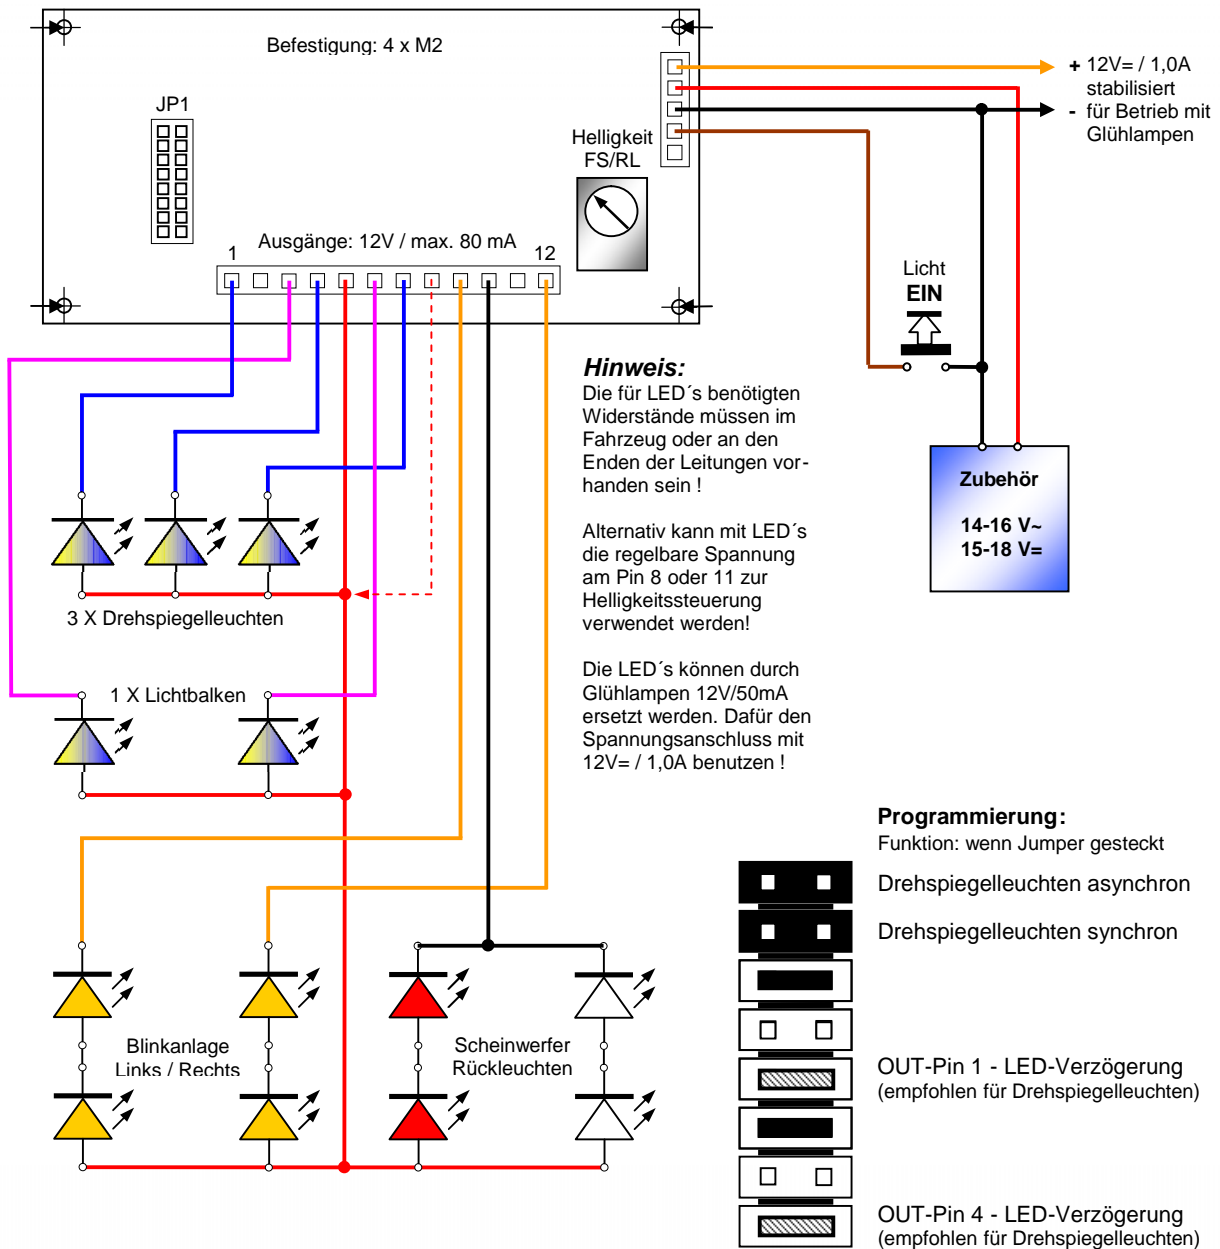 Befestigung: 4 x M2
JP1
Helligkeit
FS/RL
+ 12V= / 1,0A
stabilisiert
- für Betrieb mit
Glühlampen
1
Ausgänge: 12V / max. 80 mA
12
Licht
EIN
Hinweis:
Die für LED´s benötigten
Widerstände müssen im
Fahrzeug oder an den
Enden der Leitungen vor-
handen sein !
Alternativ kann mit LED´s
die regelbare Spannung
am Pin 8 oder 11 zur
Helligkeitssteuerung
verwendet werden!
Die LED´s können durch
Glühlampen 12V/50mA
ersetzt werden. Dafür den
Spannungsanschluss mit
12V= / 1,0A benutzen !
Zubehör
14-16 V~
15-18 V=
3 X Drehspiegelleuchten
1 X Lichtbalken
Blinkanlage
Links / Rechts
Scheinwerfer
Rückleuchten
Programmierung:
Funktion: wenn Jumper gesteckt
Drehspiegelleuchten asynchron
Drehspiegelleuchten synchron
OUT-Pin 1 - LED-Verzögerung
(empfohlen für Drehspiegelleuchten)
OUT-Pin 4 - LED-Verzögerung
(empfohlen für Drehspiegelleuchten)